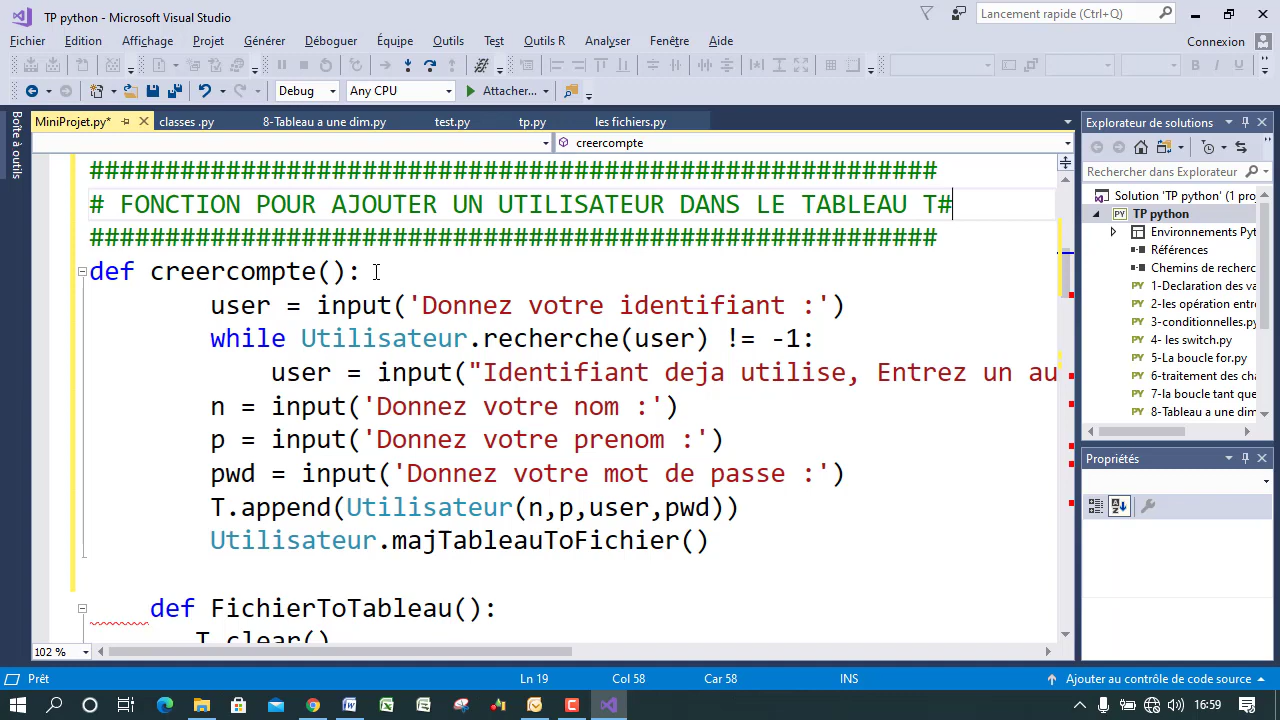 TP python - Microsoft Visual Studio
Lancement rapide (Ctrl+Q)
Fichier Edition Affichage Projet Générer Déboguer Équipe Outils Test Outils R Analyser Fenêtre Aide
Connexion
Debug Any CPU Attacher...
MiniProjet.py* classes .py 8-Tableau a une dim.py test.py tp.py les fichiers.py
creercompte
########################################################
# FONCTION POUR AJOUTER UN UTILISATEUR DANS LE TABLEAU T#
########################################################
def creercompte():
user = input('Donnez votre identifiant :')
while Utilisateur.recherche(user) != -1:
user = input("Identifiant deja utilise, Entrez un au
n = input('Donnez votre nom :')
p = input('Donnez votre prenom :')
pwd = input('Donnez votre mot de passe :')
T.append(Utilisateur(n,p,user,pwd))
Utilisateur.majTableauToFichier()
def FichierToTableau():
T.clear()
102 %
Boîte à outils
Explorateur de solutions
Rechercher dans Explorateur
Solution 'TP python' (1 pro
TP python
Environnements Pyt
Références
Chemins de recherc
1-Declaration des va
2-les opération entre
3-conditionnelles.py
4- les switch.py
5-La boucle for.py
6-traitement des cha
7-la boucle tant que
8-Tableau a une dim
Propriétés
Prêt Ln 19 Col 58 Car 58 INS Ajouter au contrôle de code source
16:59